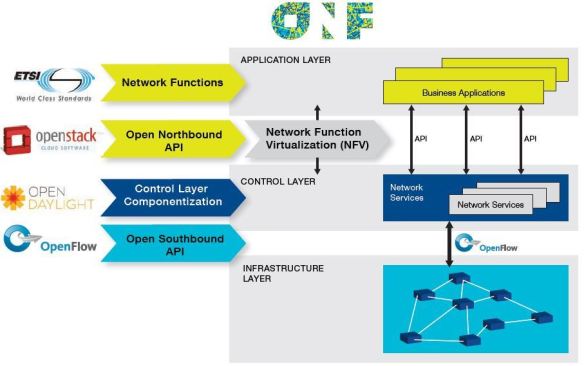 ONF
APPLICATION LAYER
ETSI
World Class Standards
Network Functions
Business Applications
openstack
CLOUD SOFTWARE
Open Northbound
API
Network Function
Virtualization (NFV)
API
API
API
OPEN
DAYLIGHT
Control Layer
Componentization
CONTROL LAYER
Network
Services
Network Services
OpenFlow
Open Southbound
API
OpenFlow
INFRASTRUCTURE
LAYER